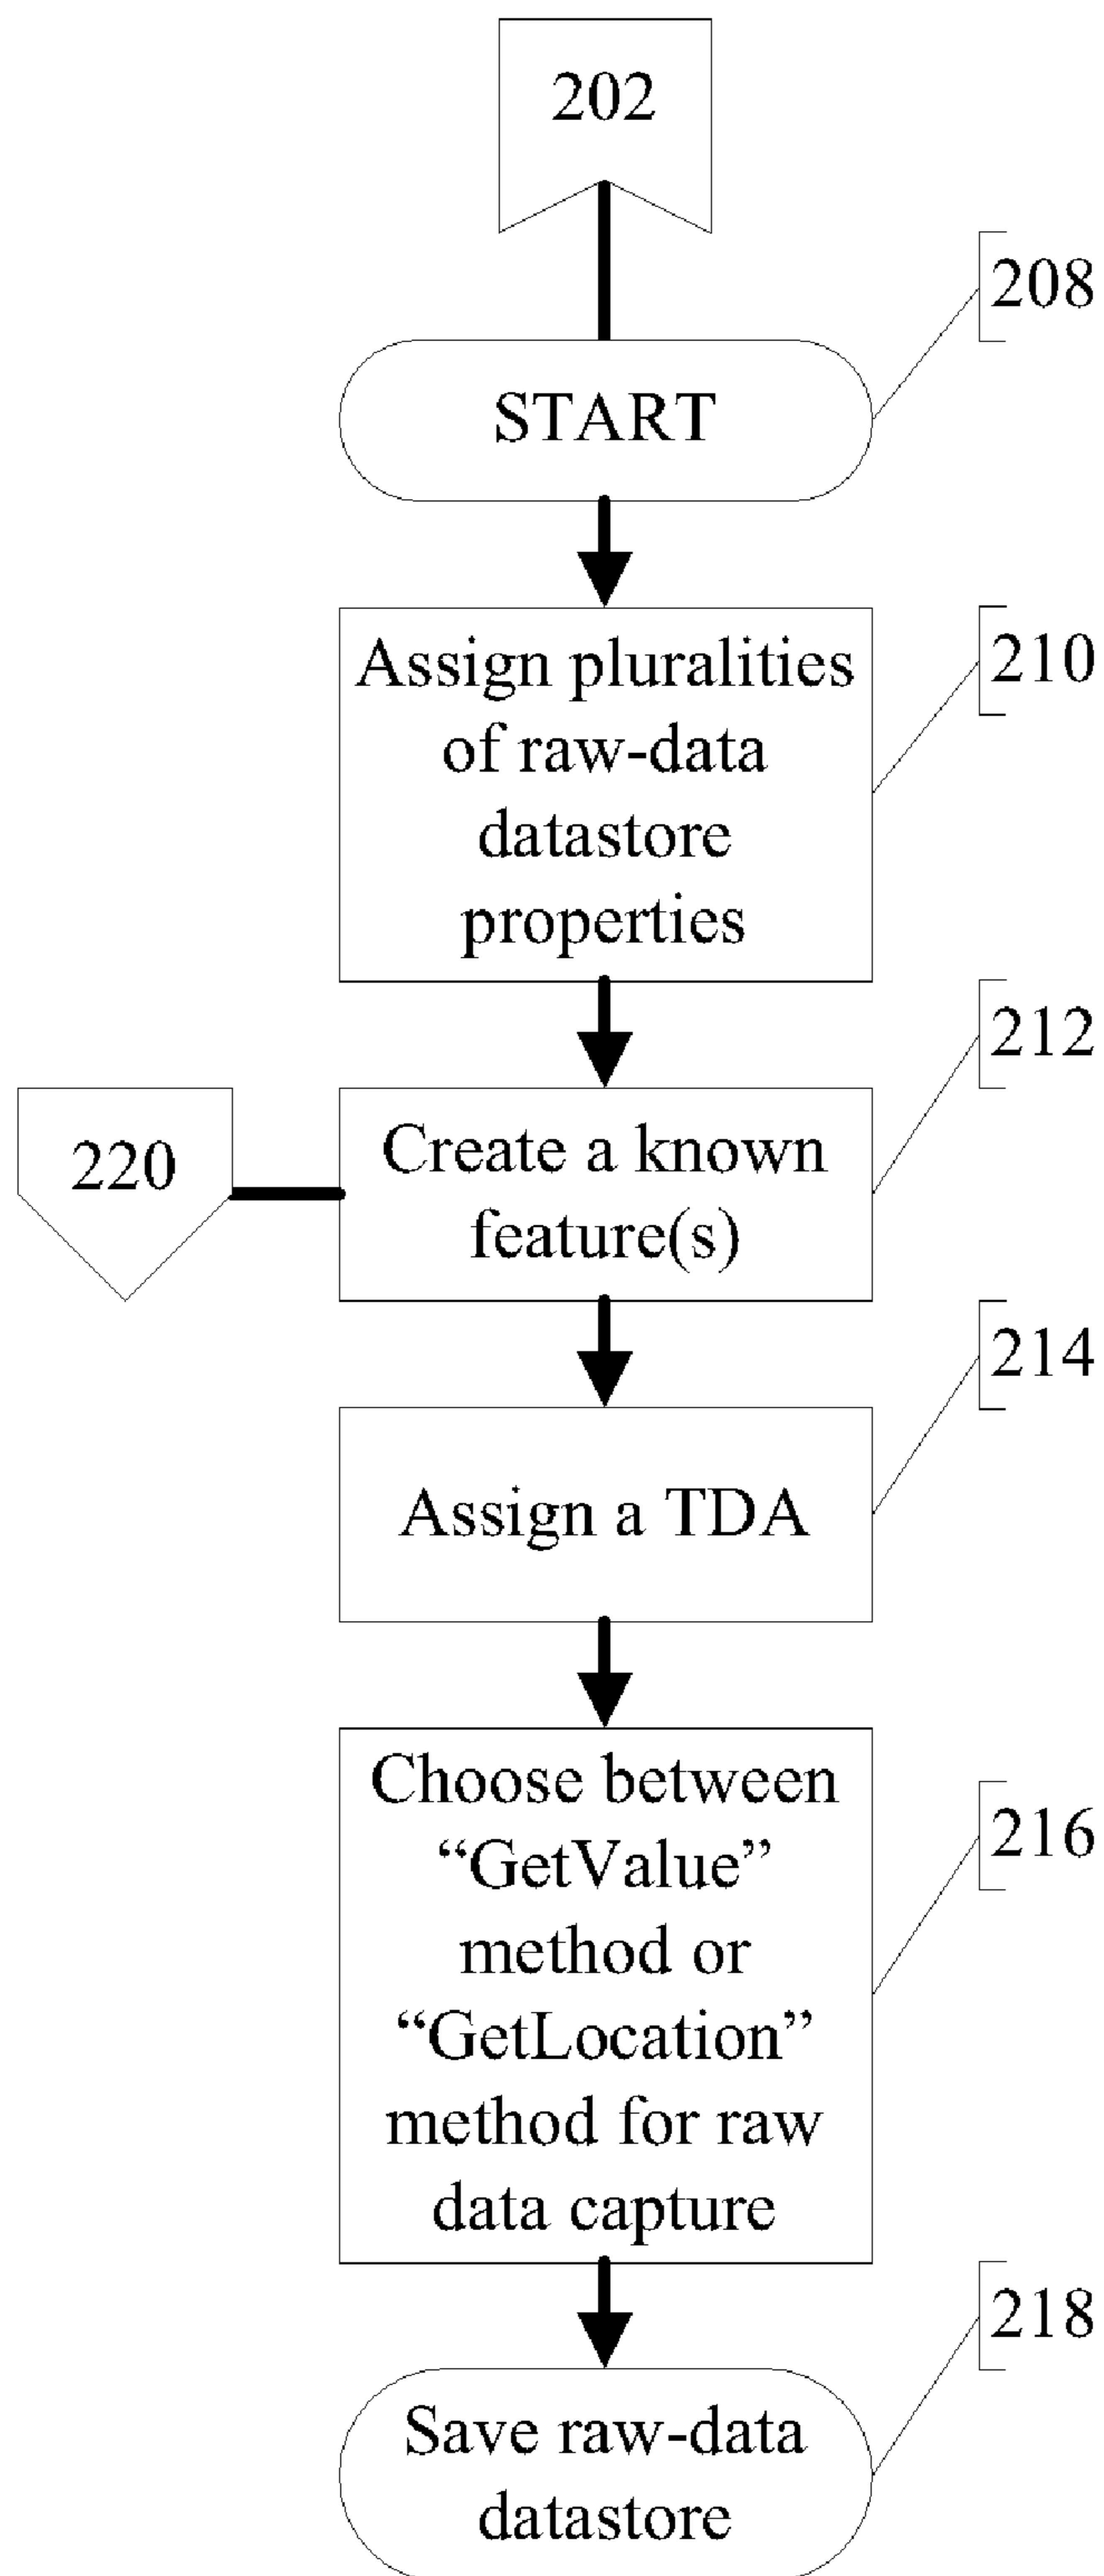 202
208
START
210
Assign pluralities
of raw-data
datastore
properties
212
220
Create a known
feature(s)
214
Assign a TDA
216
Choose between
“GetValue”
method or
“GetLocation”
method for raw
data capture
218
Save raw-data
datastore